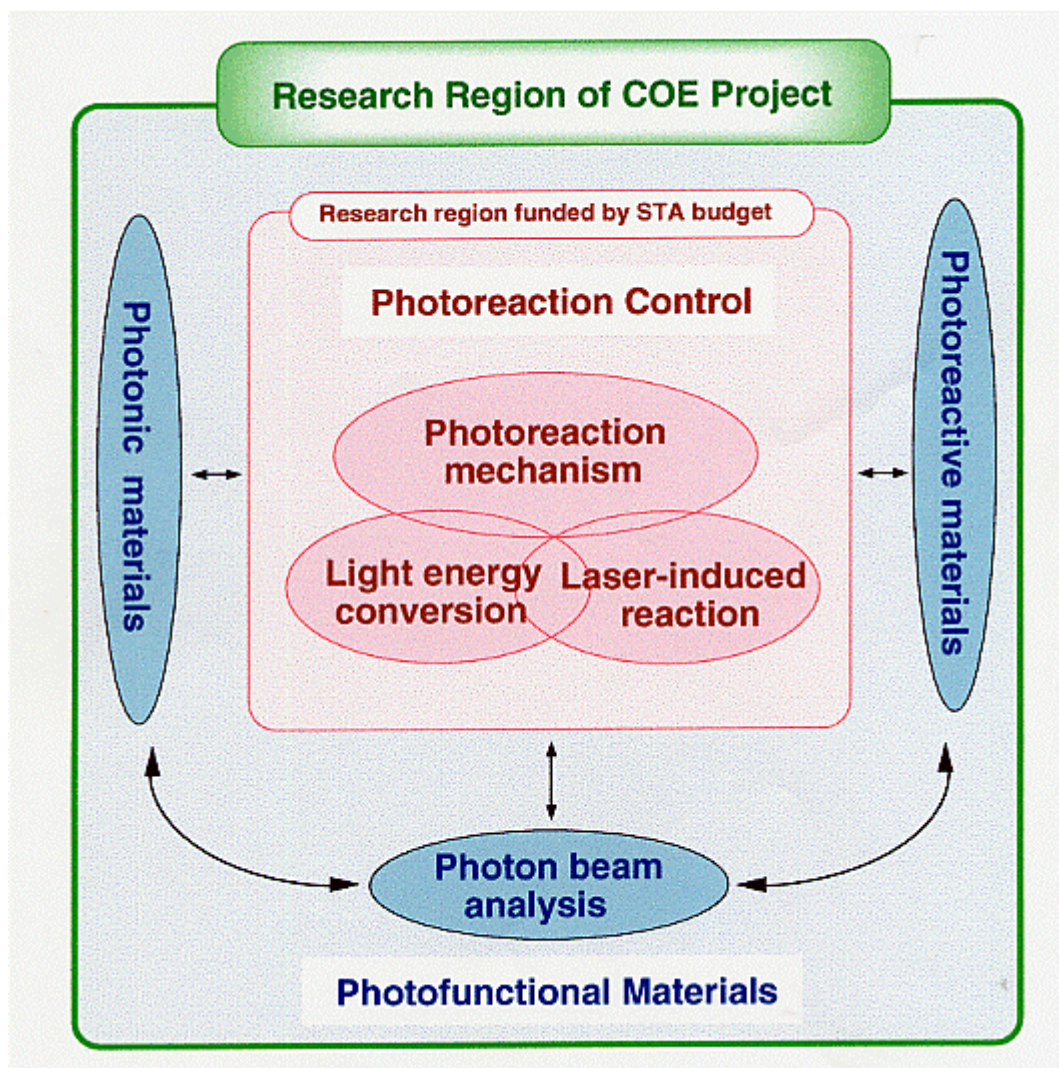 Research Region of COE Project
Research region funded by STA budget
Photoreaction Control
Photonic materials
Photoreactive materials
Photoreaction
mechanism
Light energy
conversion
Laser-induced
reaction
Photon beam
analysis
Photofunctional Materials